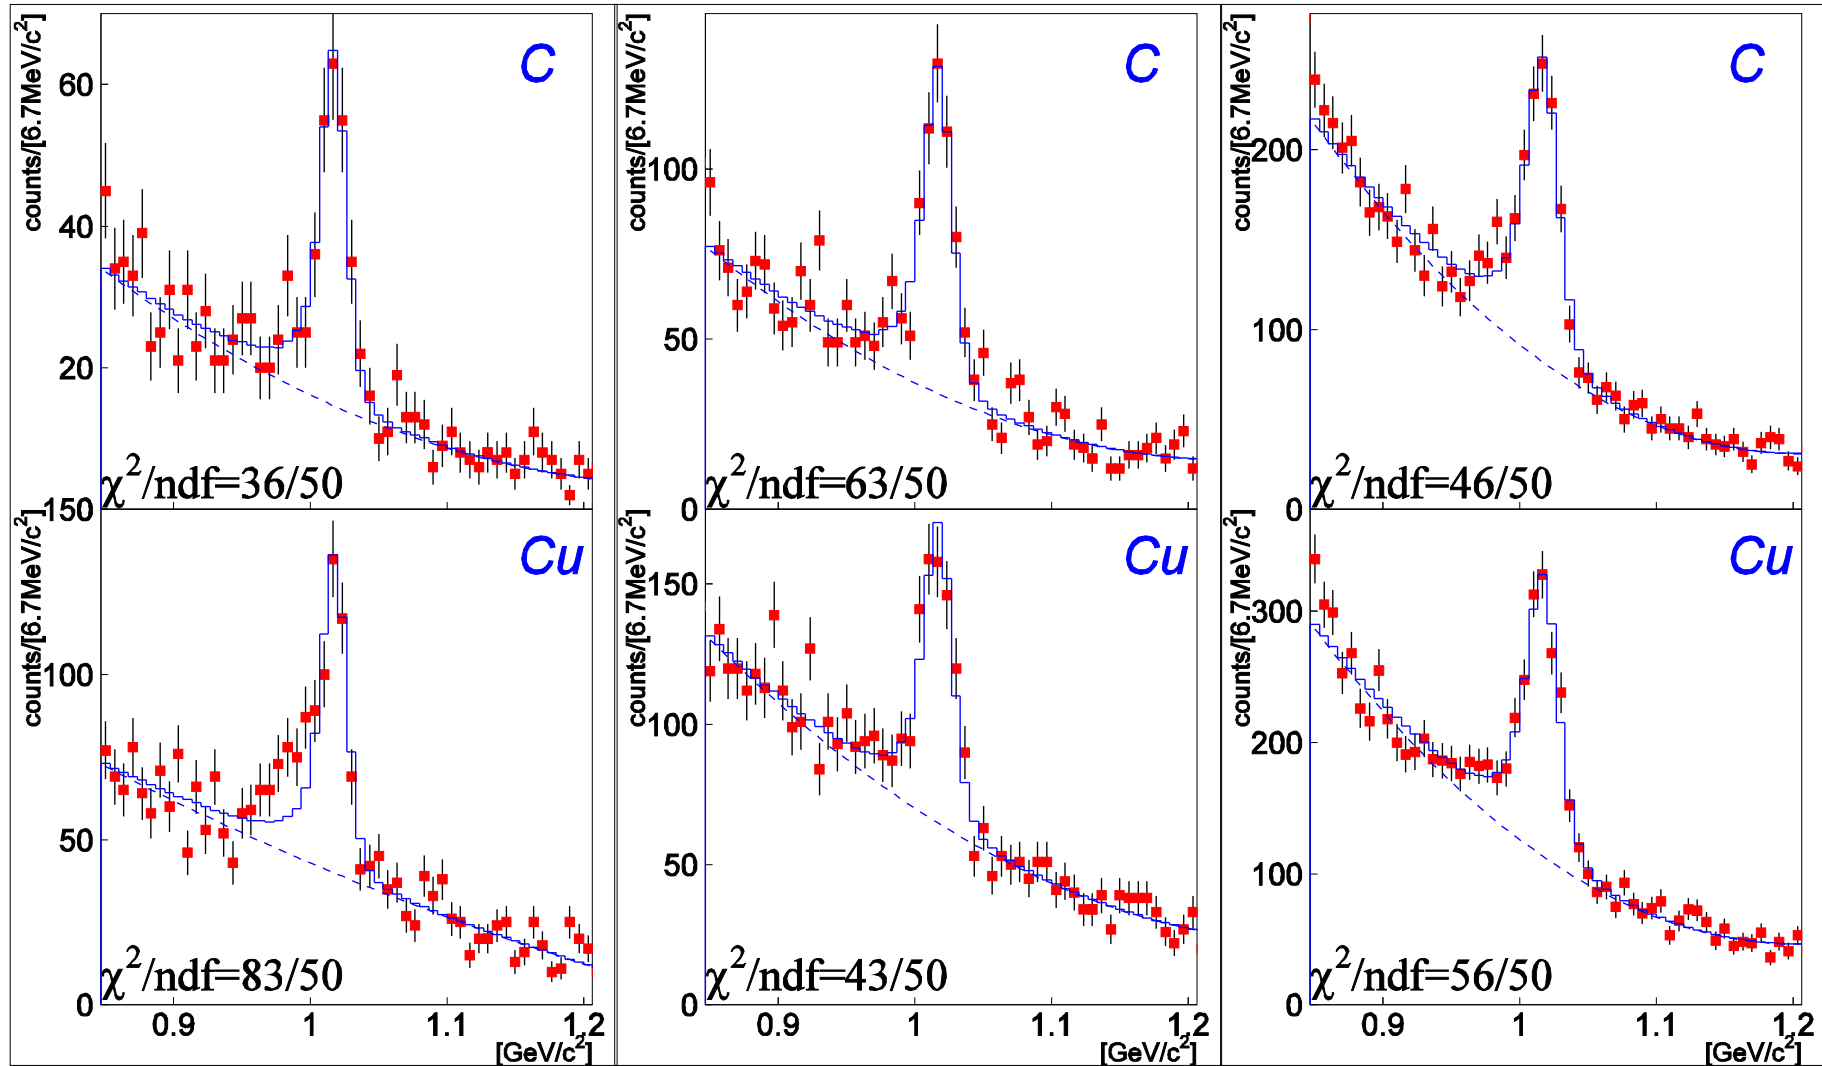 counts/[6.7MeV/c²]
60
40
20
C
χ²/ndf=36/50
counts/[6.7MeV/c²]
100
50
0
C
χ²/ndf=63/50
counts/[6.7MeV/c²]
200
100
0
C
χ²/ndf=46/50
counts/[6.7MeV/c²]
150
100
50
0
Cu
χ²/ndf=83/50
0.9 1 1.1 1.2
[GeV/c²]
counts/[6.7MeV/c²]
150
100
50
0
Cu
χ²/ndf=43/50
0.9 1 1.1 1.2
[GeV/c²]
counts/[6.7MeV/c²]
300
200
100
0
Cu
χ²/ndf=56/50
0.9 1 1.1 1.2
[GeV/c²]